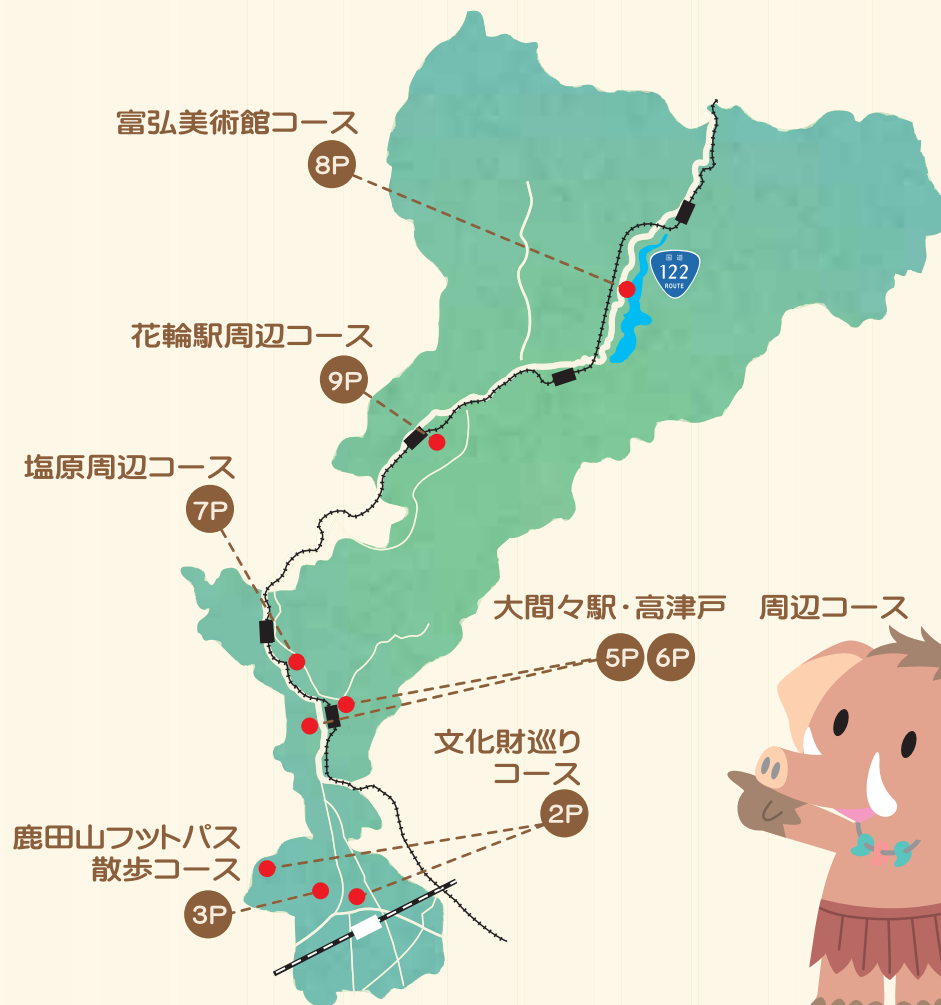 富弘美術館コース
8P
国道
122
ROUTE
花輪駅周辺コース
9P
塩原周辺コース
7P
大間々駅・高津戸 周辺コース
5P 6P
文化財巡り
コース
2P
鹿田山フットパス
散歩コース
3P